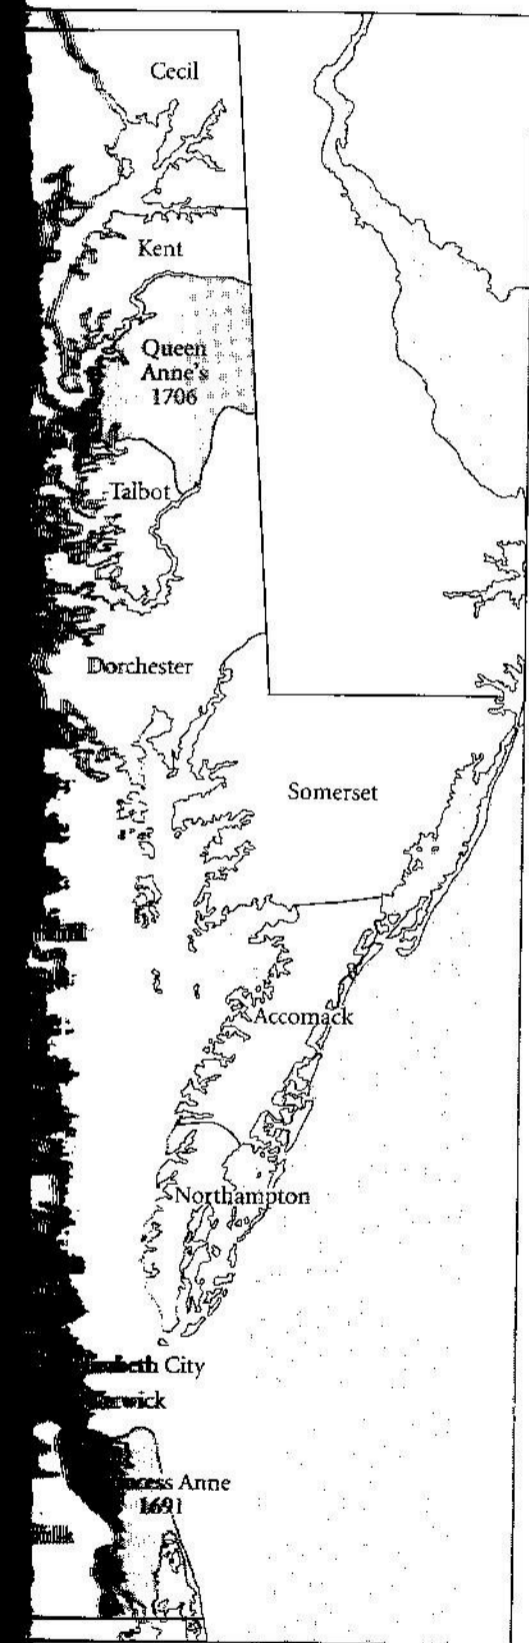 Cecil
Kent
Queen
Anne's
1706
Talbot
Dorchester
Somerset
Accomack
Northampton
City
Anne
1691